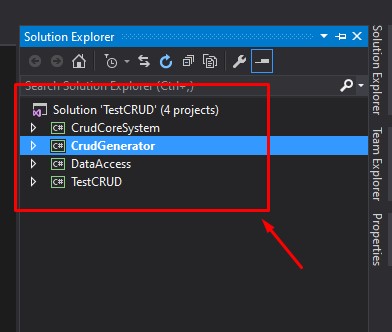 Solution Explorer
Search Solution Explorer (Ctrl+;)
Solution 'TestCRUD' (4 projects)
C# CrudCoreSystem
C# CrudGenerator
C# DataAccess
C# TestCRUD
Solution Explorer
Team Explorer
Properties